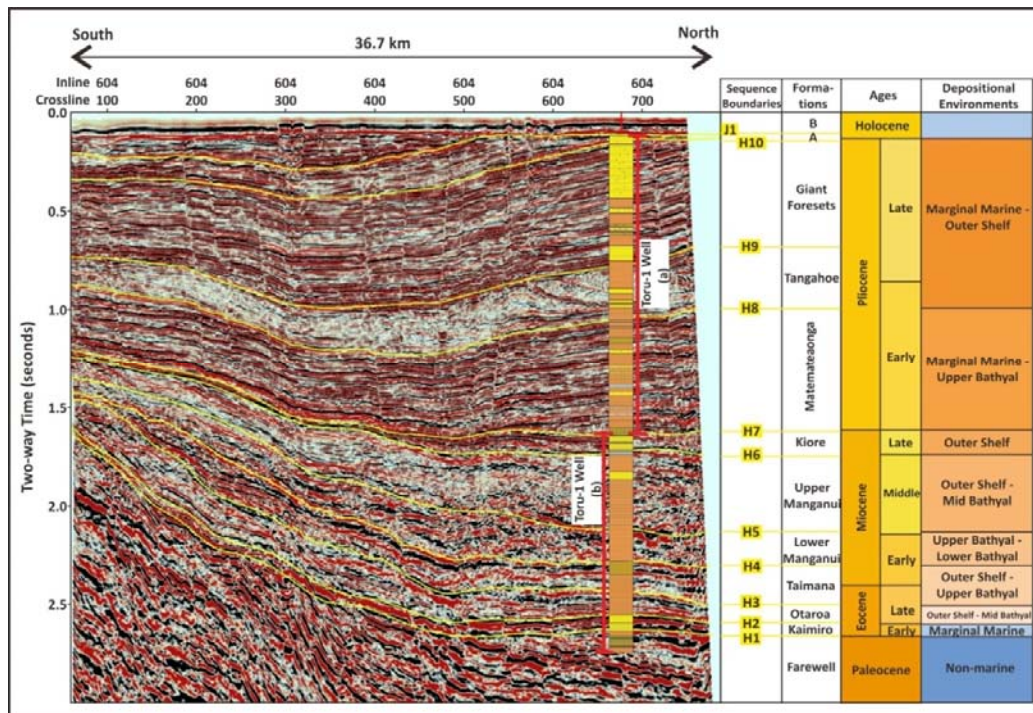 South
36.7 km
North
Inline 604 604 604 604 604 604 604
Crossline 100 200 300 400 500 600 700
Two-way Time (seconds)
0.0
0.5
1.0
1.5
2.0
2.5
Toru-1 Well
(a)
Toru-1 Well
(b)
Sequence
Boundaries
Forma-
tions
Ages
Depositional
Environments
J1
H10
H9
H8
H7
H6
H5
H4
H3
H2
H1
B
A
Giant
Foresets
Tangahoe
Matemateaonga
Kiore
Upper
Manganui
Lower
Manganui
Taimana
Otaroa
Kaimiro
Farewell
Holocene
Pliocene
Late
Early
Miocene
Late
Middle
Early
Eocene
Late
Early
Paleocene
Marginal Marine -
Outer Shelf
Marginal Marine -
Upper Bathyal
Outer Shelf
Outer Shelf -
Mid Bathyal
Upper Bathyal -
Lower Bathyal
Outer Shelf -
Upper Bathyal
Outer Shelf - Mid Bathyal
Marginal Marine
Non-marine